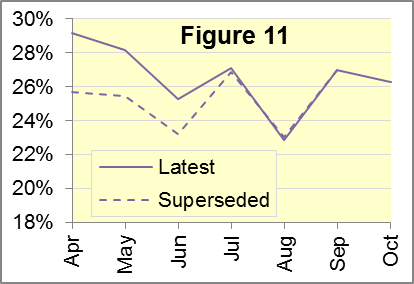 Figure 11
30%
28%
26%
24%
22%
20%
18%
Latest
Superseded
Apr
May
Jun
Jul
Aug
Sep
Oct